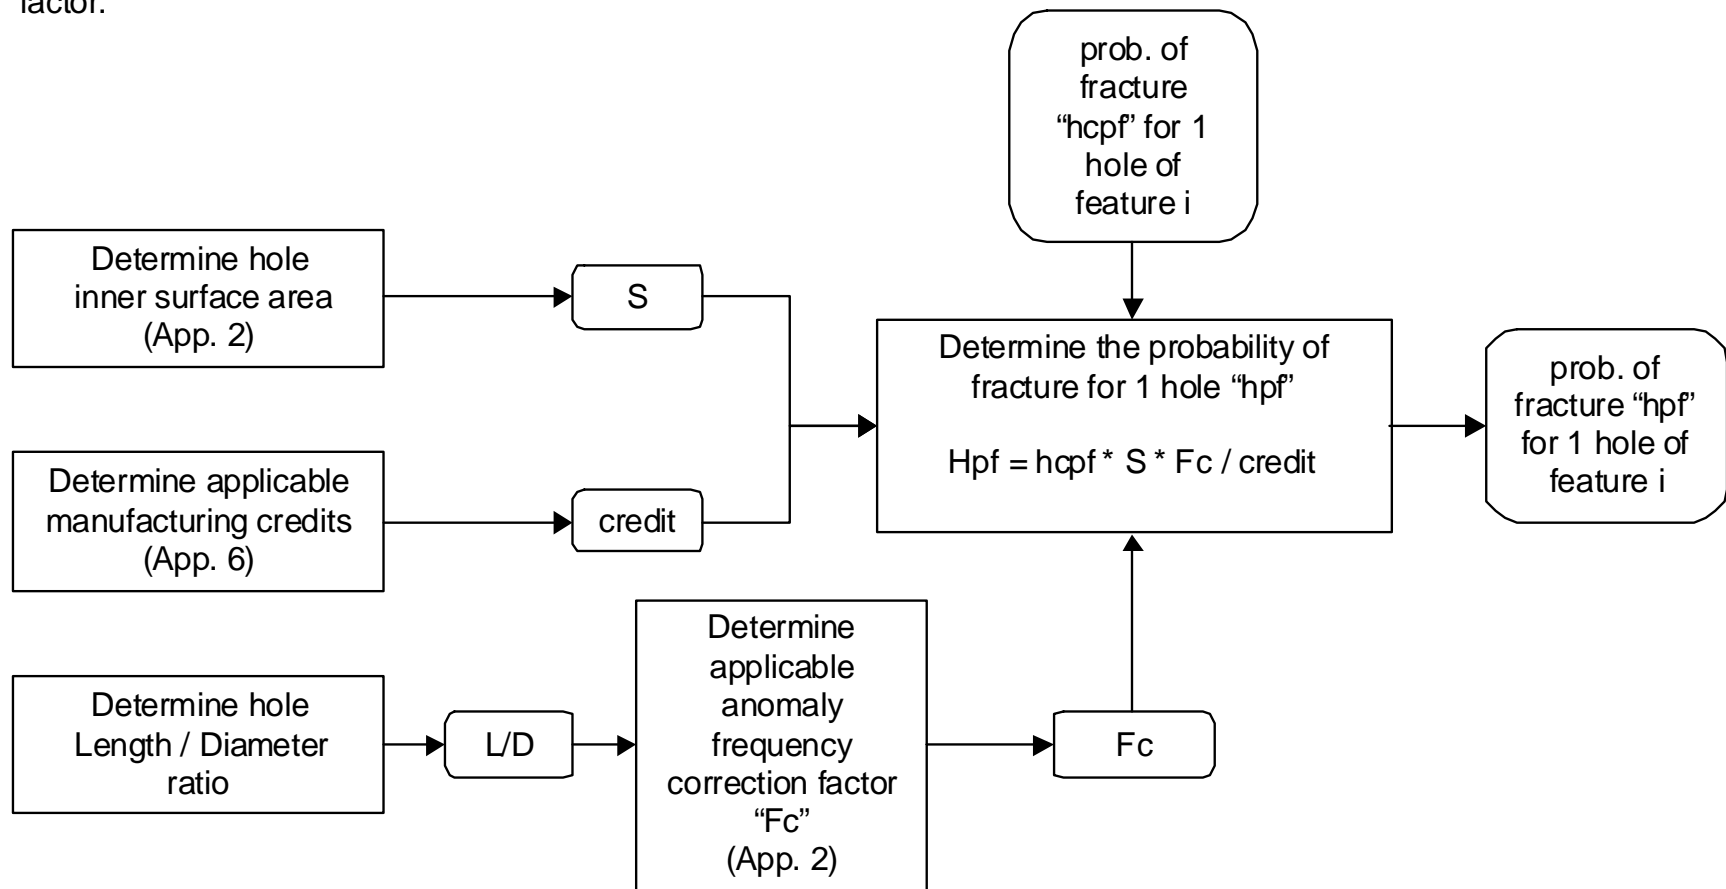 factor.
prob. of
fracture
“hcpf” for 1
hole of
feature i
Determine hole
inner surface area
(App. 2)
S
Determine the probability of
fracture for 1 hole “hpf”
Hpf = hcpf * S * Fc / credit
prob. of
fracture “hpf”
for 1 hole of
feature i
Determine applicable
manufacturing credits
(App. 6)
credit
Determine hole
Length / Diameter
ratio
L/D
Determine
applicable
anomaly
frequency
correction factor
“Fc”
(App. 2)
Fc